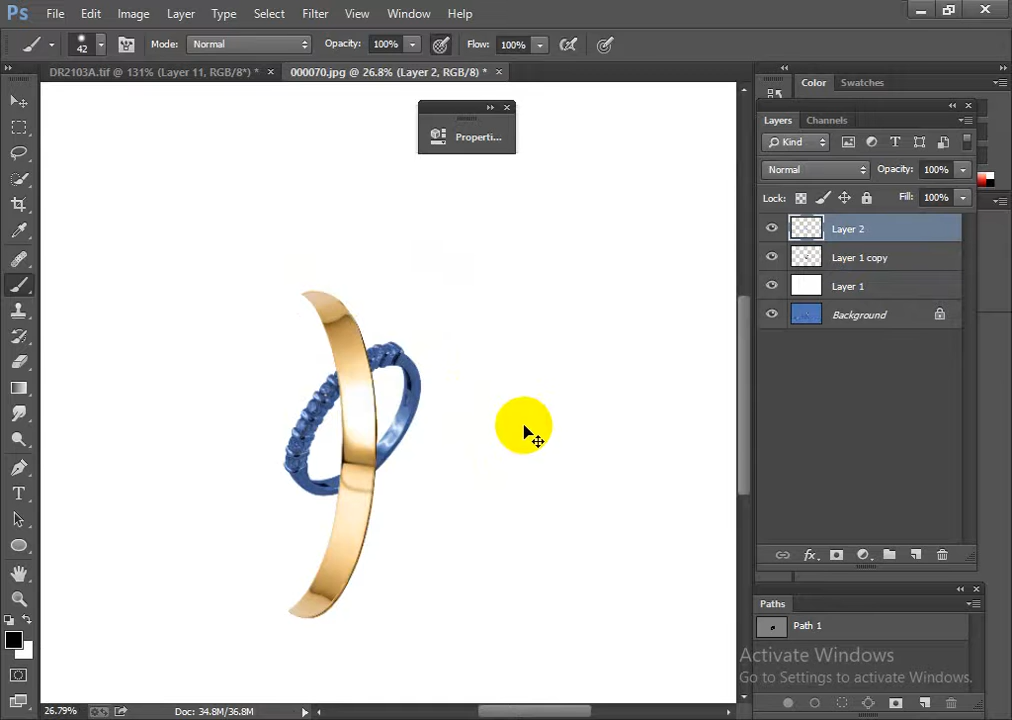 Ps File Edit Image Layer Type Select Filter View Window Help
42 Mode: Normal Opacity: 100% Flow: 100%
DR2103A.tif @ 131% (Layer 11, RGB/8*) * × 000070.jpg @ 26.8% (Layer 2, RGB/8) * ×
Color Swatches
Properti...
Layers Channels
Kind
Normal Opacity: 100%
Lock: Fill: 100%
Layer 2
Layer 1 copy
Layer 1
Background
fx
Paths
Path 1
Activate Windows
Go to Settings to activate Windows.
26.79% Doc: 34.8M/36.8M